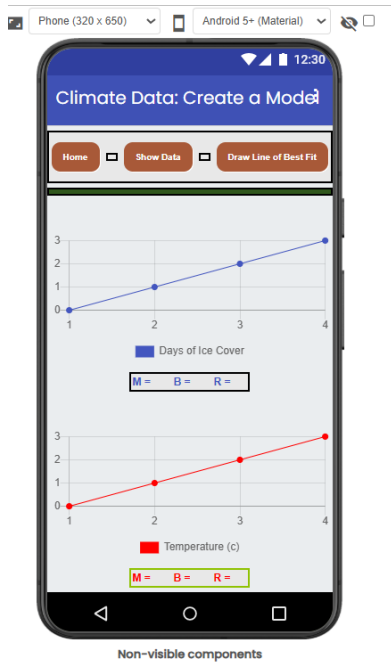 Phone (320 x 650) Android 5+ (Material)
12:30
Climate Data: Create a Model
Home Show Data Draw Line of Best Fit
3
2
1
0
1 2 3 4
Days of Ice Cover
M = B = R =
3
2
1
0
1 2 3 4
Temperature (c)
M = B = R =
Non-visible components